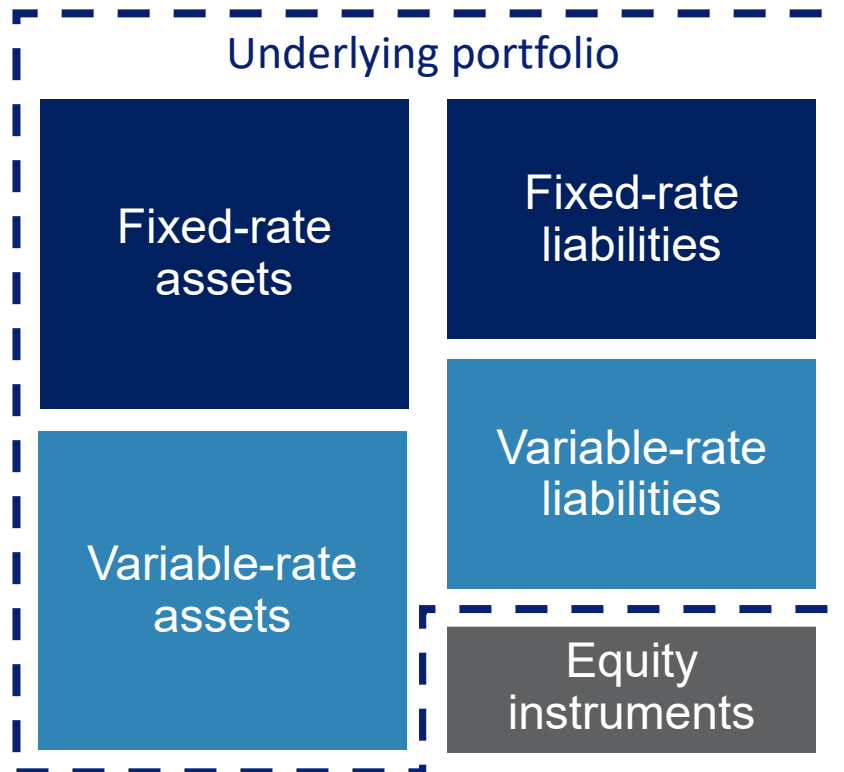 Underlying portfolio
Fixed-rate
assets
Fixed-rate
liabilities
Variable-rate
assets
Variable-rate
liabilities
Equity
instruments